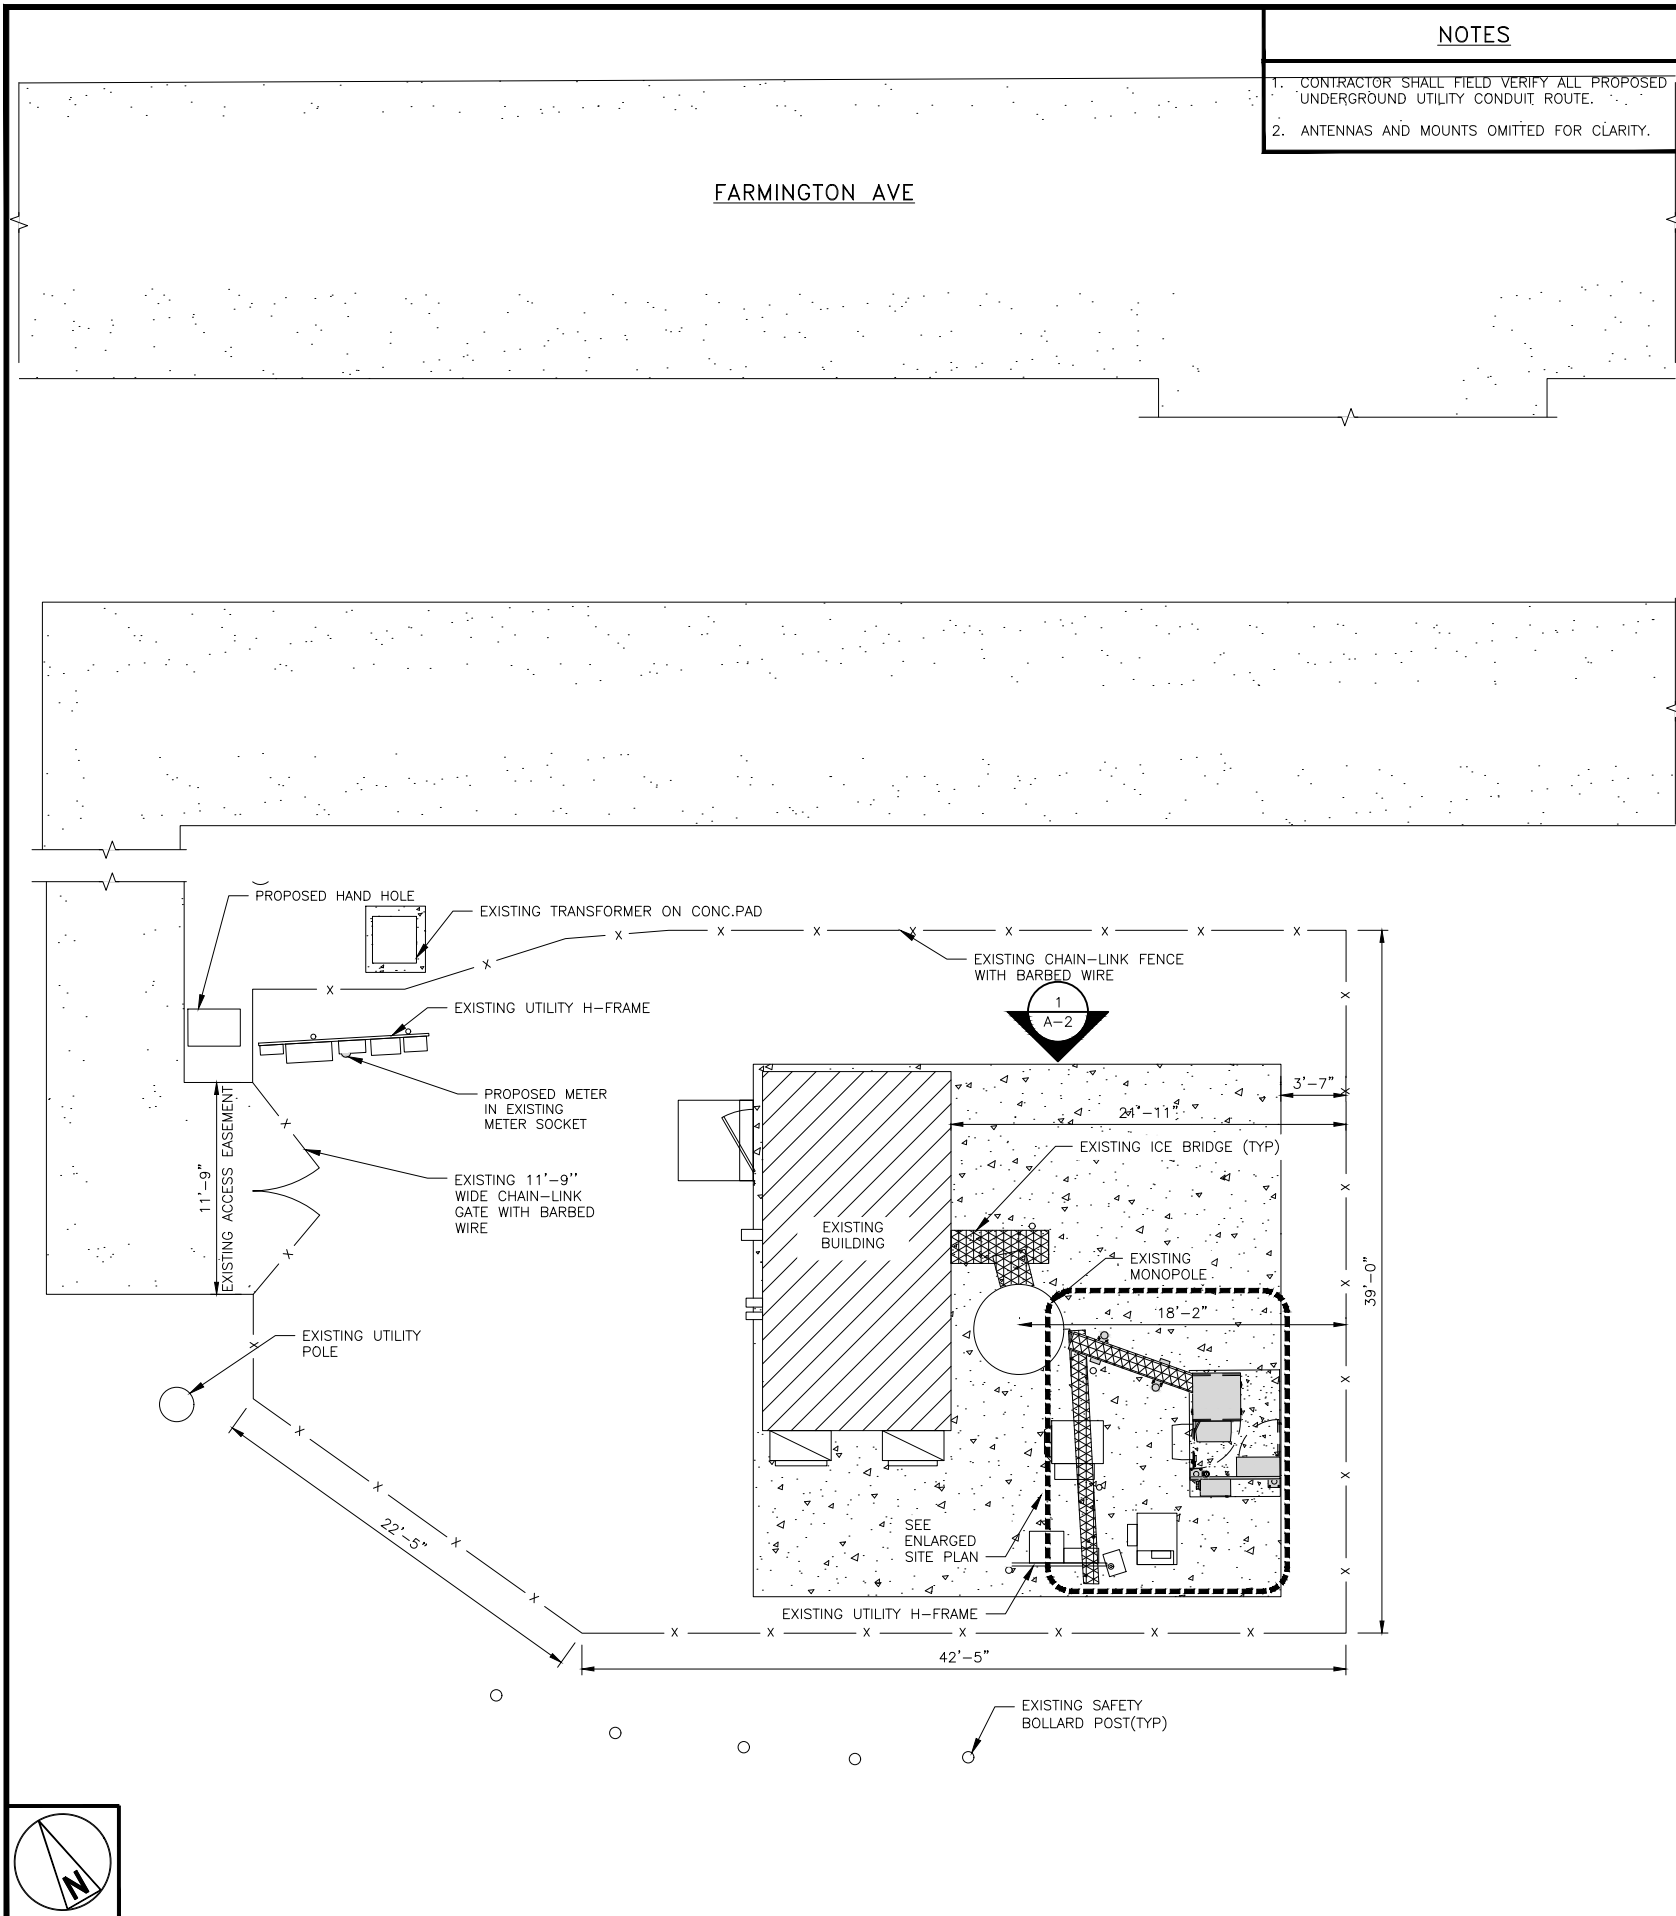 NOTES
1. CONTRACTOR SHALL FIELD VERIFY ALL PROPOSED
UNDERGROUND UTILITY CONDUIT ROUTE.
2. ANTENNAS AND MOUNTS OMITTED FOR CLARITY.
FARMINGTON AVE
PROPOSED HAND HOLE
EXISTING TRANSFORMER ON CONC.PAD
EXISTING CHAIN-LINK FENCE
WITH BARBED WIRE
EXISTING UTILITY H-FRAME
1
A-2
PROPOSED METER
IN EXISTING
METER SOCKET
3'-7"
21'-11"
EXISTING ICE BRIDGE (TYP)
11'-9"
EXISTING ACCESS EASEMENT
EXISTING 11'-9''
WIDE CHAIN-LINK
GATE WITH BARBED
WIRE
EXISTING
BUILDING
EXISTING
MONOPOLE
39'-0"
18'-2"
EXISTING UTILITY
POLE
22'-5"
SEE
ENLARGED
SITE PLAN
EXISTING UTILITY H-FRAME
42'-5"
EXISTING SAFETY
BOLLARD POST(TYP)
N